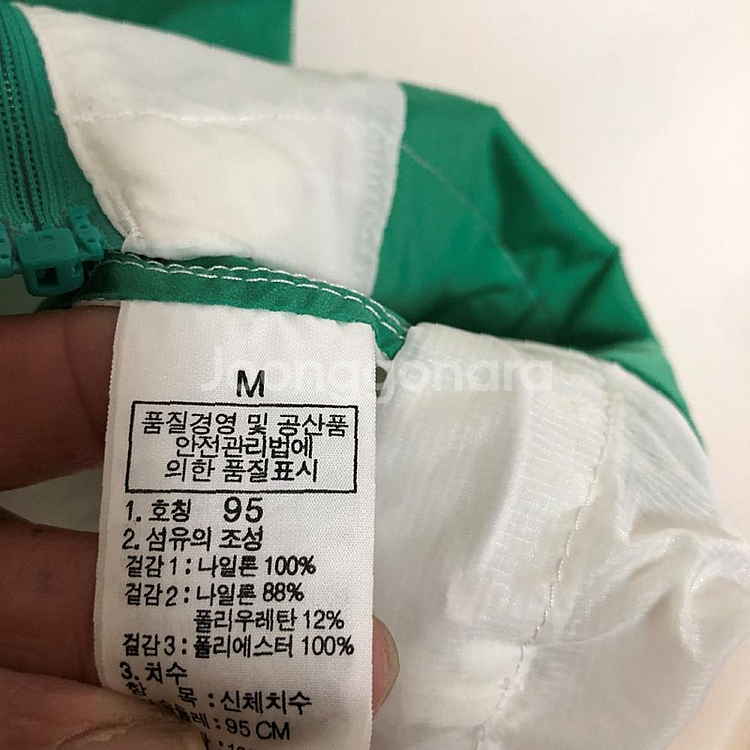 Joonggonara
M
품질경영 및 공산품
안전관리법에
의한 품질표시
1. 호칭 95
2. 섬유의 조성
겉감 1 : 나일론 100%
겉감 2 : 나일론 88%
폴리우레탄 12%
겉감 3 : 폴리에스터 100%
3. 치수
항 목 : 신체치수
: 95 CM